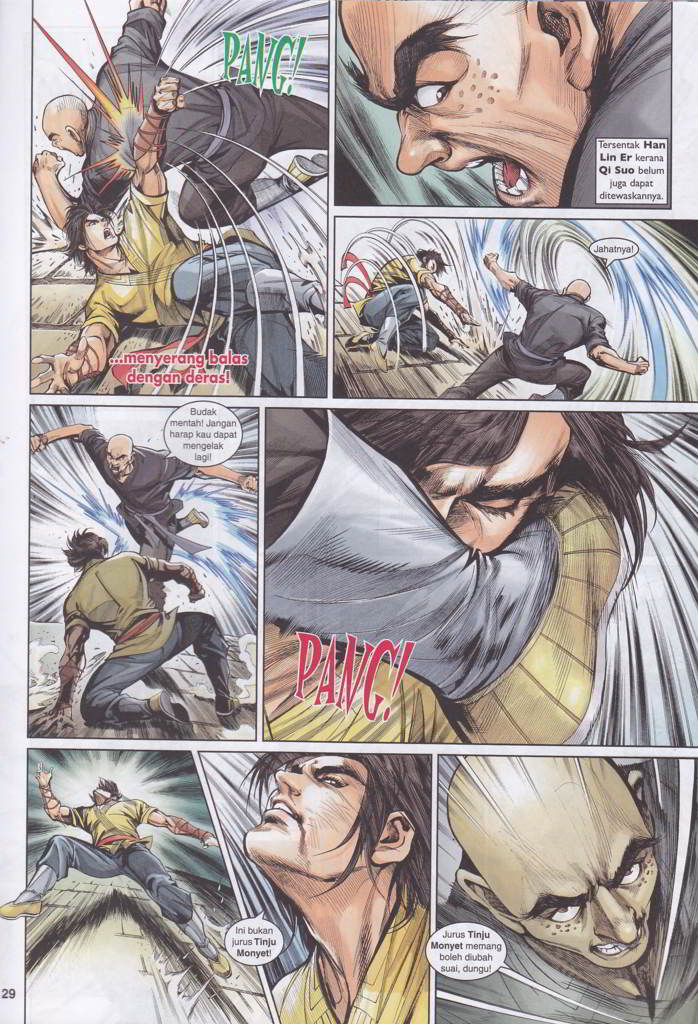 PANG!
...menyerang balas
dengan deras!
Tersentak Han
Lin Er kerana
Qi Suo belum
juga dapat
ditewaskannya.
Jahatnya!
Budak
mentah! Jangan
harap kau dapat
mengelak
lagi!
PANG!
Ini bukan
jurus Tinju
Monyet!
Jurus Tinju
Monyet memang
boleh diubah
suai, dungu!
29